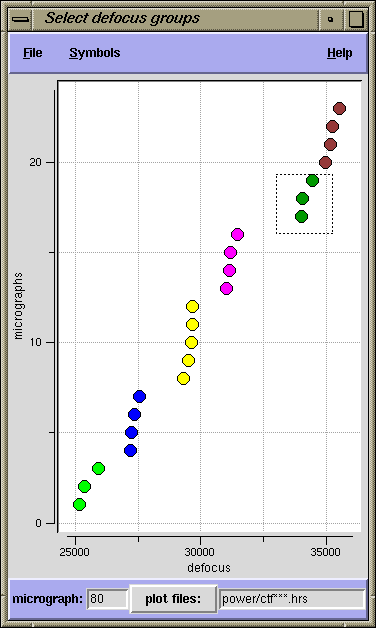 Select defocus groups
File Symbols Help
20
10
0
micrographs
25000 30000 35000
defocus
micrograph: 80 plot files: power/ctf***.hrs